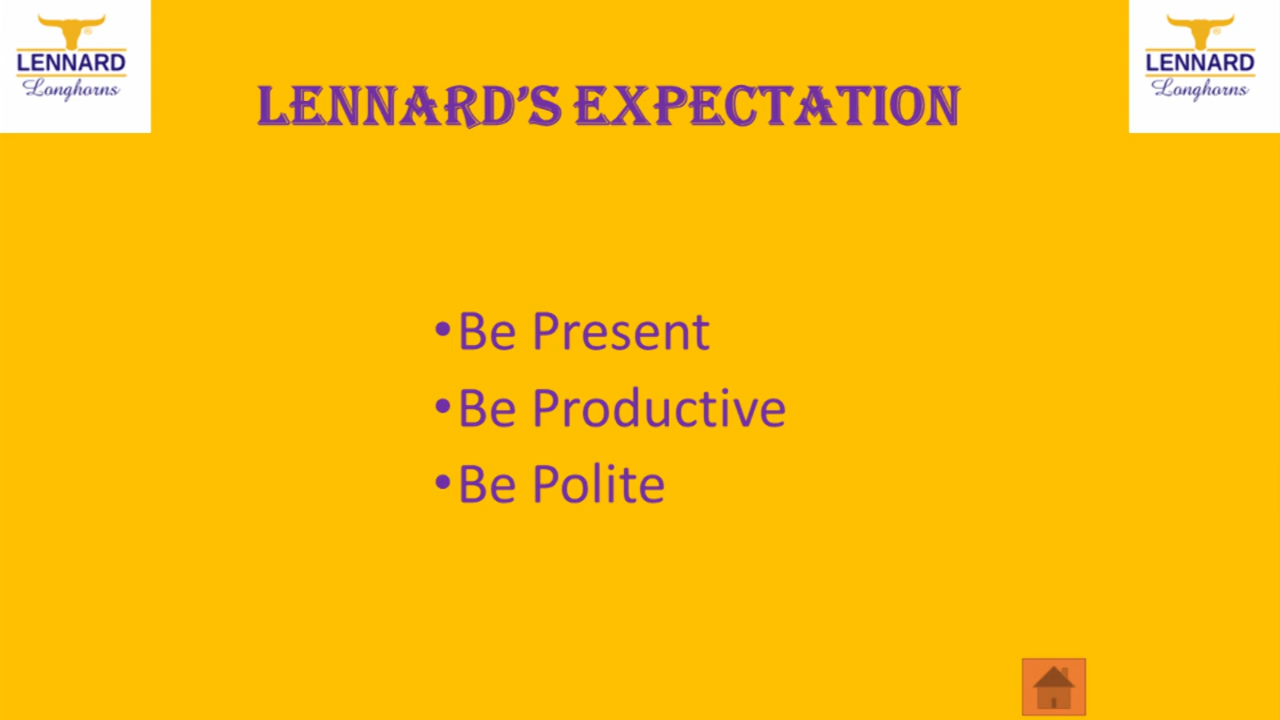 LENNARD
Longhorns
LENNARD'S EXPECTATION
LENNARD
Longhorns
•Be Present
•Be Productive
•Be Polite